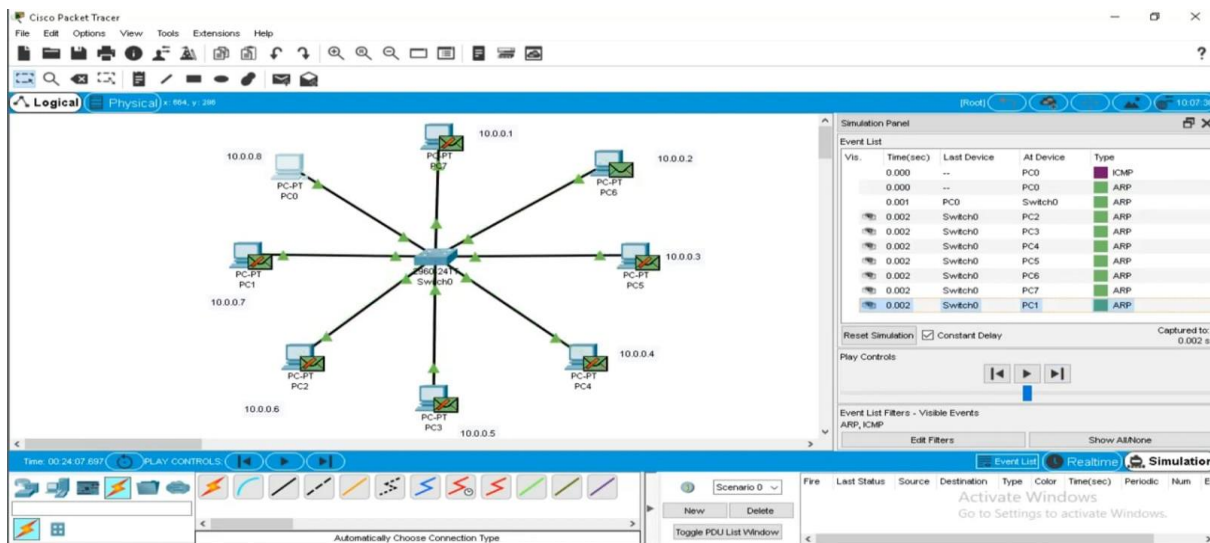 Cisco Packet Tracer
File Edit Options View Tools Extensions Help
?
Logical Physical x: 684, y: 286 [Root] 10:07:3
10.0.0.1
PC-PT
10.0.0.8
PC-PT
PC0
10.0.0.2
PC-PT
PC6
PC-PT
PC1
10.0.0.7
Switch0
10.0.0.3
PC-PT
PC5
PC-PT
PC2
10.0.0.6
10.0.0.4
PC-PT
PC4
PC-PT
PC3
10.0.0.5
Simulation Panel
Event List
Vis. Time(sec) Last Device At Device Type
0.000 -- PC0 ICMP
0.000 -- PC0 ARP
0.001 PC0 Switch0 ARP
0.002 Switch0 PC2 ARP
0.002 Switch0 PC3 ARP
0.002 Switch0 PC4 ARP
0.002 Switch0 PC5 ARP
0.002 Switch0 PC6 ARP
0.002 Switch0 PC7 ARP
0.002 Switch0 PC1 ARP
Reset Simulation Constant Delay Captured to:
0.002 s
Play Controls
Event List Filters - Visible Events
ARP, ICMP
Edit Filters Show All/None
Time: 00:24:07.697 PLAY CONTROLS: Event List Realtime Simulation
Scenario 0
New Delete
Toggle PDU List Window
Fire Last Status Source Destination Type Color Time(sec) Periodic Num E
Activate Windows
Go to Settings to activate Windows.
Automatically Choose Connection Type